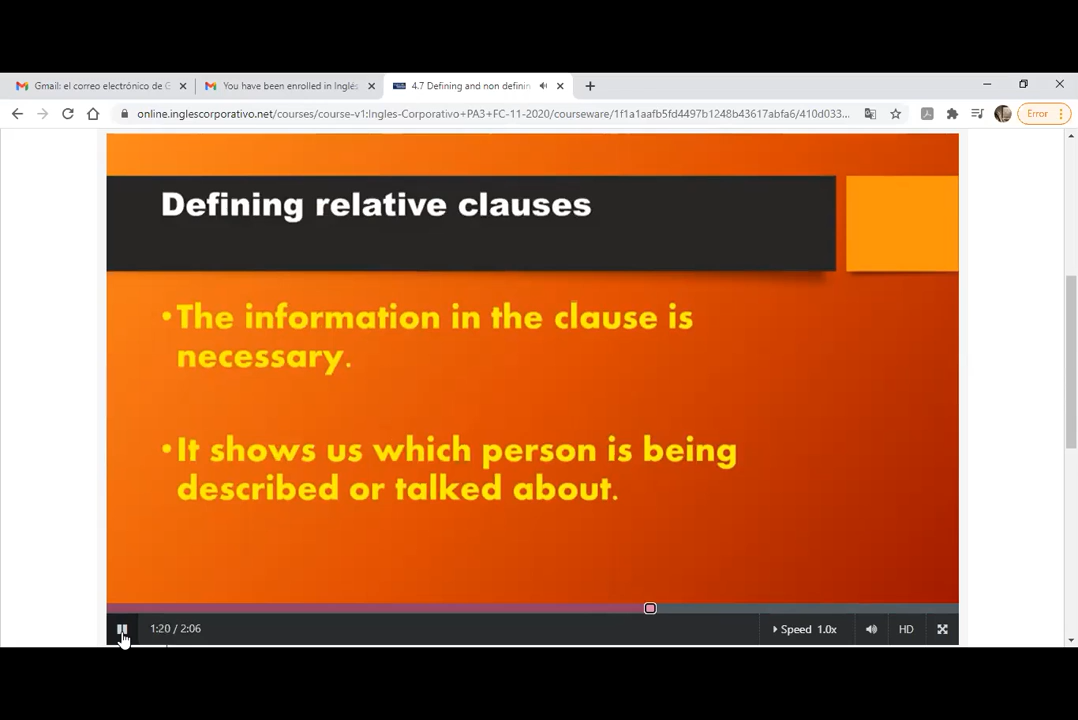 Gmail: el correo electrónico de G
You have been enrolled in Inglés
4.7 Defining and non definin
online.inglescorporativo.net/courses/course-v1:Ingles-Corporativo+PA3+FC-11-2020/courseware/1f1a1aafb5fd4497b1248b43617abfa6/410d033...
Error
Defining relative clauses
•The information in the clause is
necessary.
•It shows us which person is being
described or talked about.
1:20 / 2:06
Speed 1.0x
HD